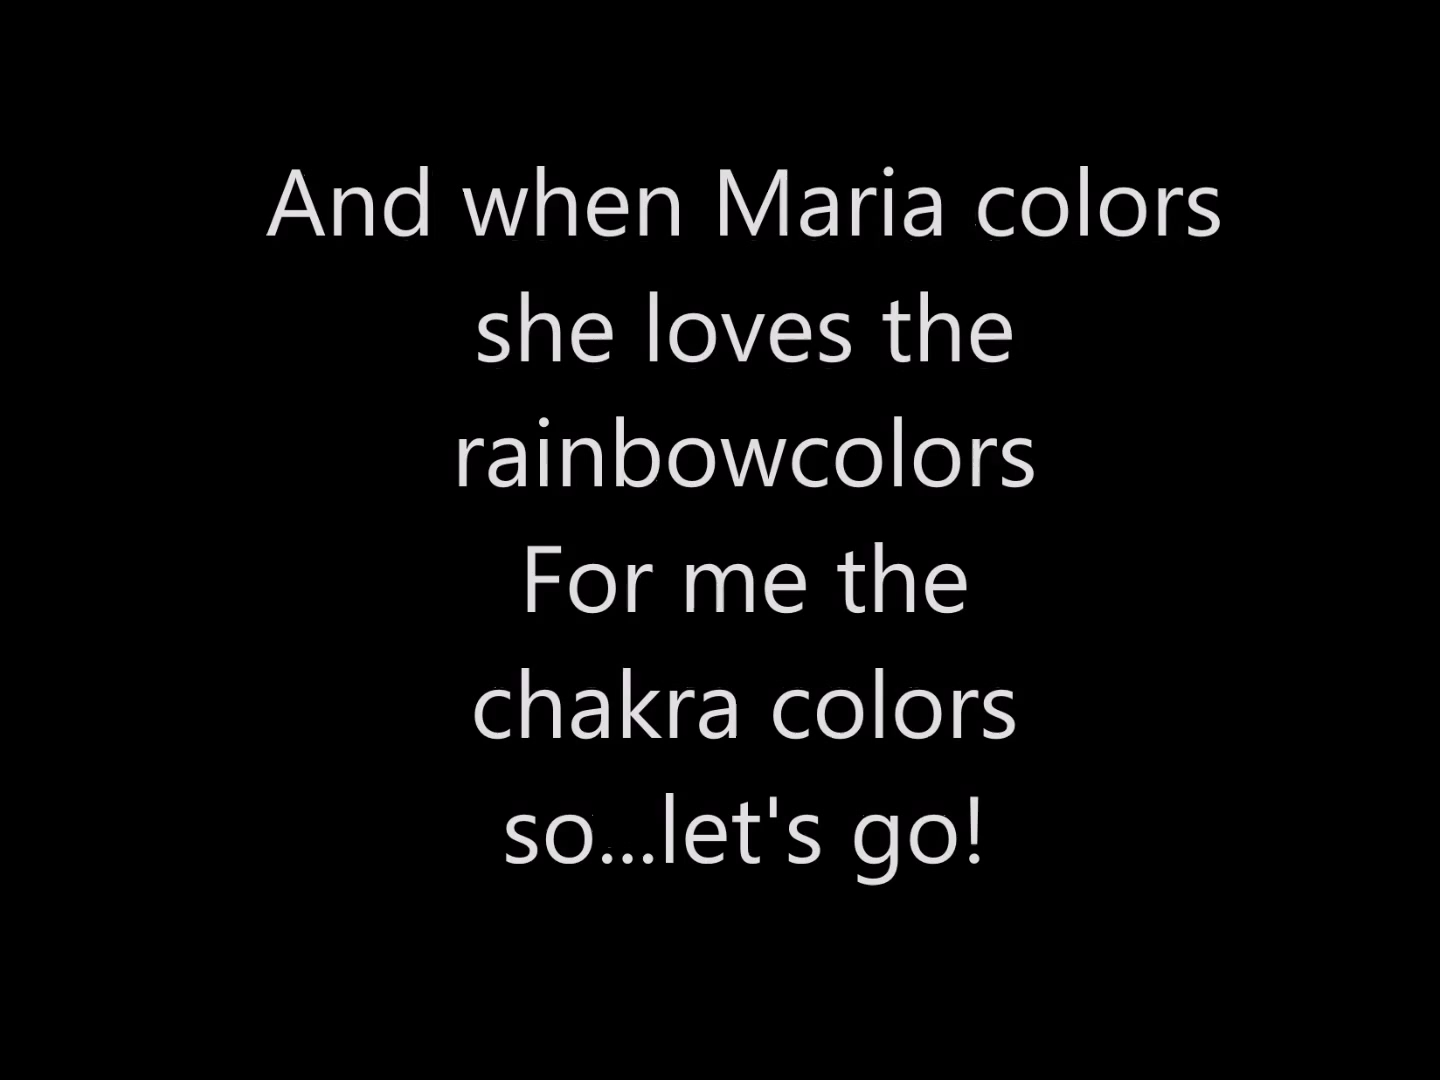 And when Maria colors
she loves the
rainbowcolors
For me the
chakra colors
so...let's go!